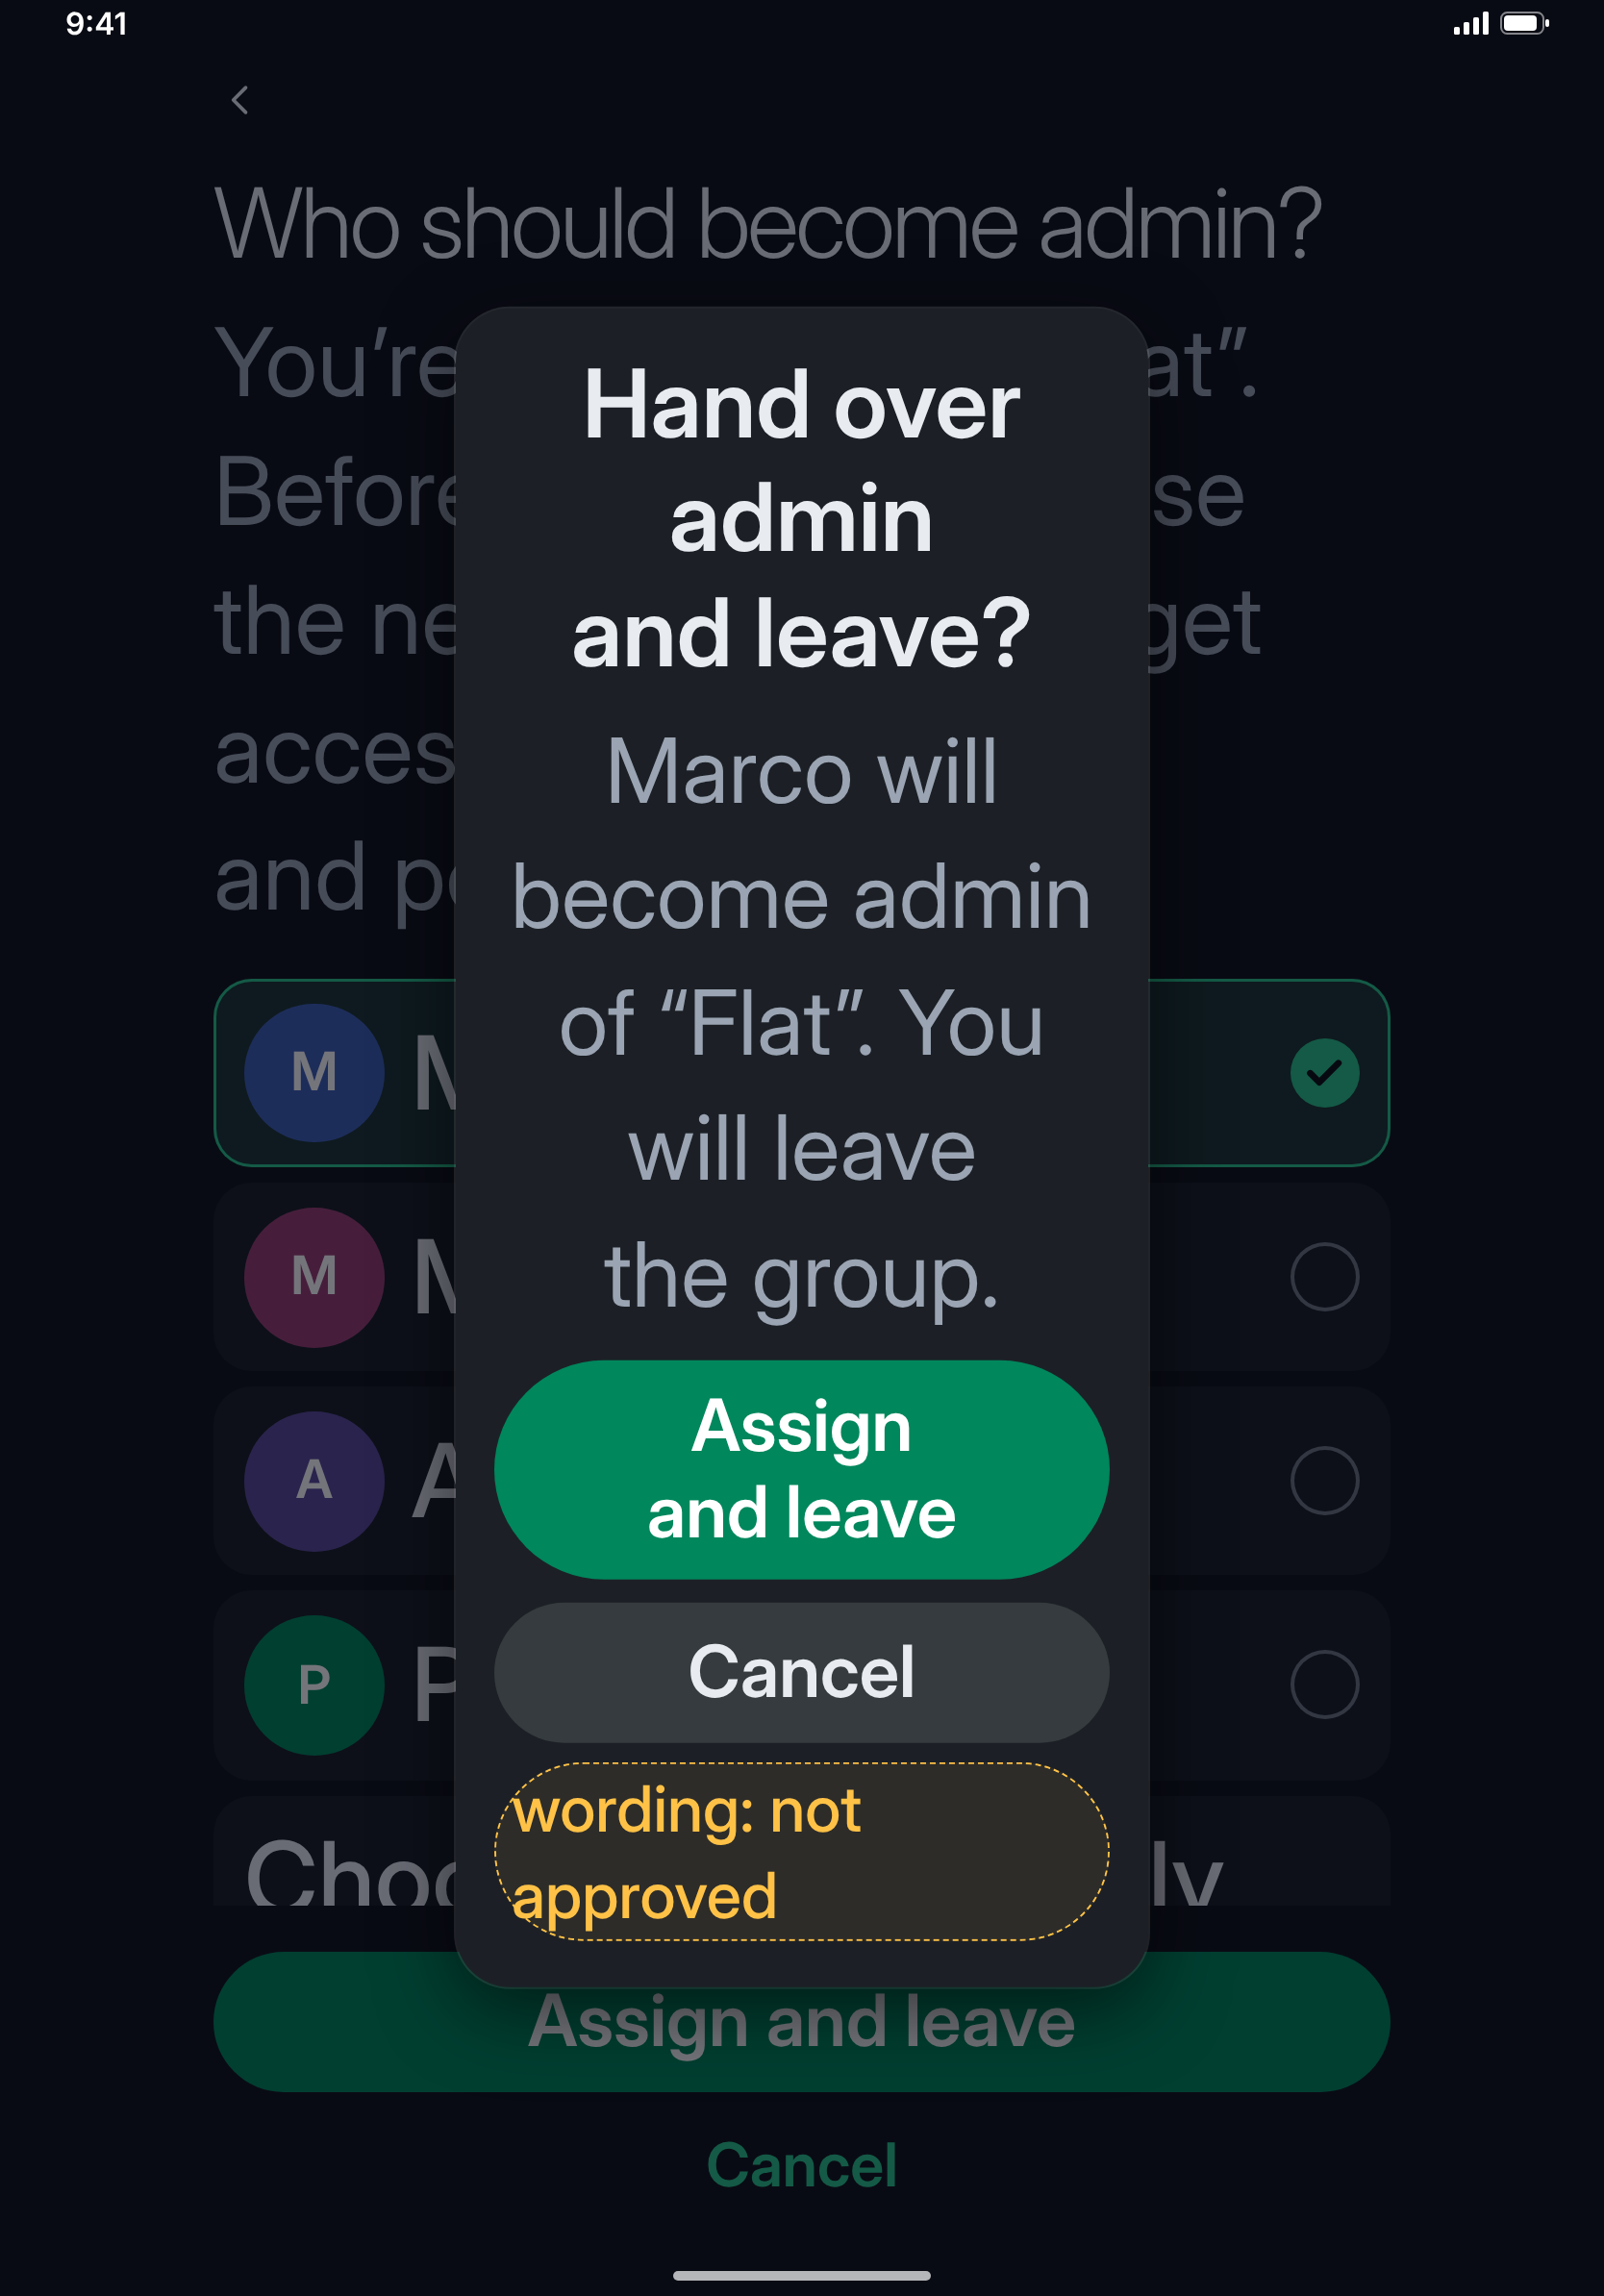 9:41
Who should become admin?
You’re at”.
Before se
the ne get
acces
and p
Hand over
admin
and leave?
Marco will
become admin
of “Flat”. You
will leave
the group.
M M
M M
A A
P P
Assign
and leave
Cancel
wording: not
approved
Choo ly
Assign and leave
Cancel